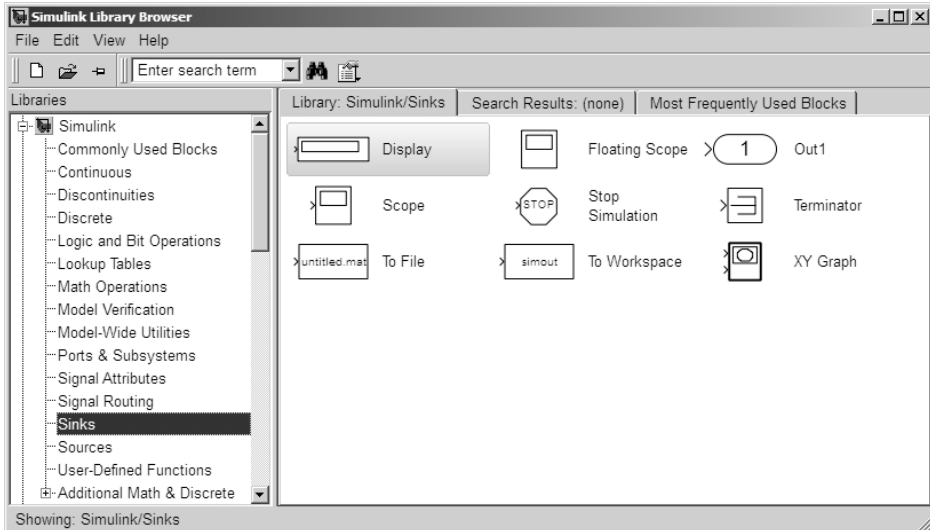 Simulink Library Browser
File Edit View Help
Enter search term
Libraries
Simulink
Commonly Used Blocks
Continuous
Discontinuities
Discrete
Logic and Bit Operations
Lookup Tables
Math Operations
Model Verification
Model-Wide Utilities
Ports & Subsystems
Signal Attributes
Signal Routing
Sinks
Sources
User-Defined Functions
Additional Math & Discrete
Library: Simulink/Sinks
Search Results: (none)
Most Frequently Used Blocks
Display
Floating Scope
1
Out1
Scope
STOP
Stop
Simulation
Terminator
untitled.mat
To File
simout
To Workspace
XY Graph
Showing: Simulink/Sinks